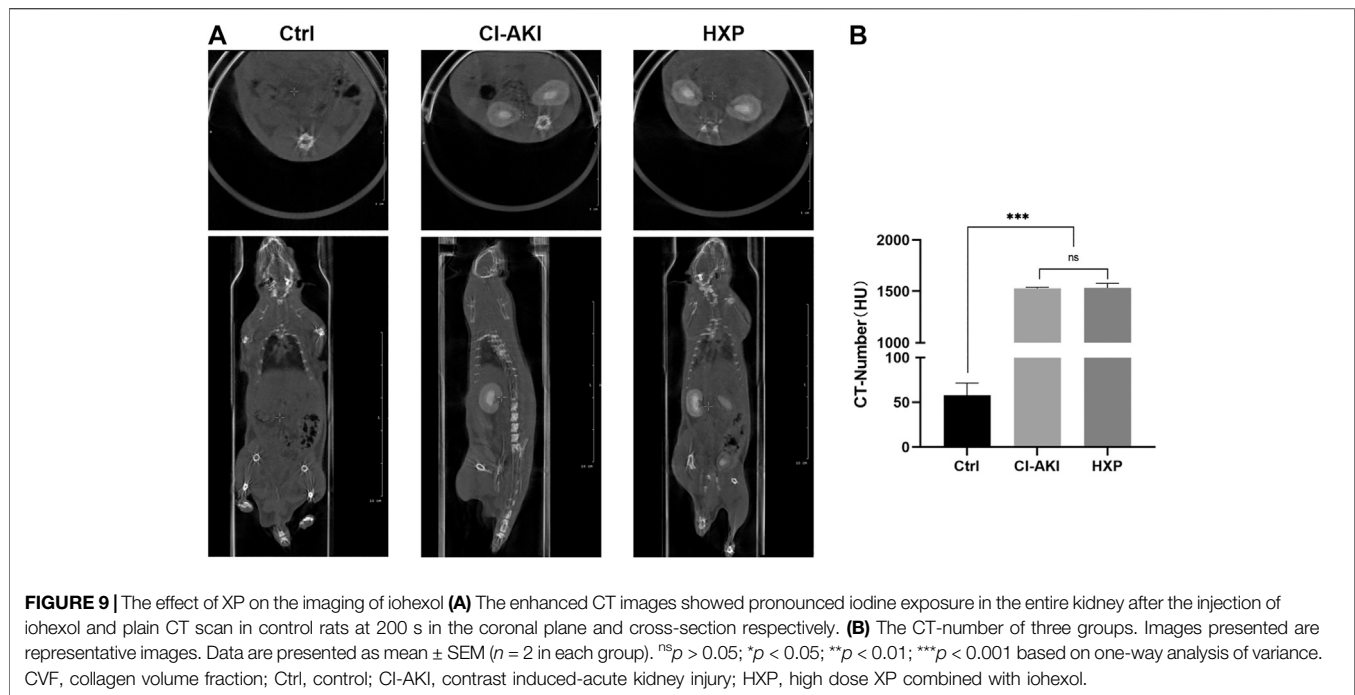 A
Ctrl
CI-AKI
HXP
B
***
ns
CT-Number(HU)
2000
1500
1000
100
50
0
Ctrl
CI-AKI
HXP
FIGURE 9 | The effect of XP on the imaging of iohexol (A) The enhanced CT images showed pronounced iodine exposure in the entire kidney after the injection of
iohexol and plain CT scan in control rats at 200 s in the coronal plane and cross-section respectively. (B) The CT-number of three groups. Images presented are
representative images. Data are presented as mean ± SEM (n = 2 in each group). nsp > 0.05; *p < 0.05; **p < 0.01; ***p < 0.001 based on one-way analysis of variance.
CVF, collagen volume fraction; Ctrl, control; CI-AKI, contrast induced-acute kidney injury; HXP, high dose XP combined with iohexol.